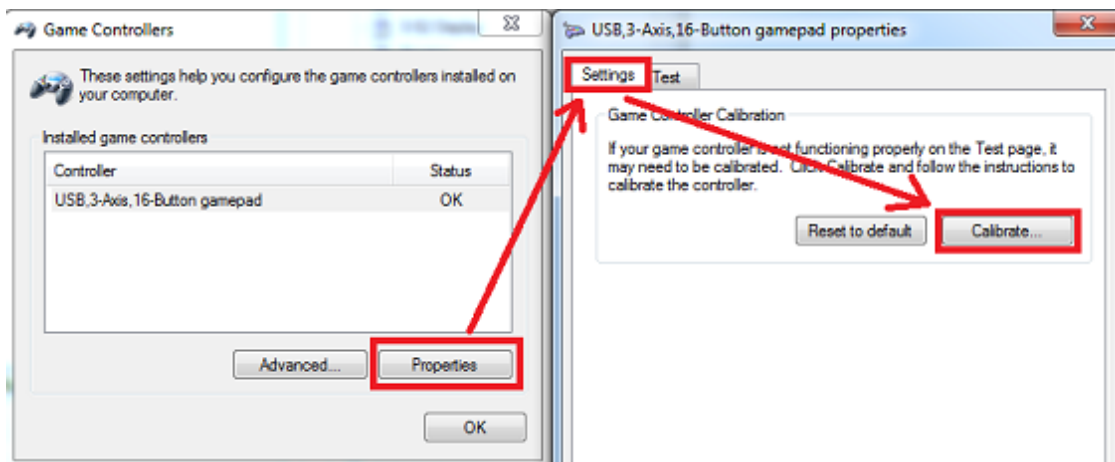 Game Controllers
These settings help you configure the game controllers installed on
your computer.
Installed game controllers
Controller Status
USB,3-Axis,16-Button gamepad OK
Advanced... Properties
OK
USB,3-Axis,16-Button gamepad properties
Settings Test
Game Controller Calibration
If your game controller is not functioning properly on the Test page, it
may need to be calibrated. Click Calibrate and follow the instructions to
calibrate the controller.
Reset to default Calibrate...